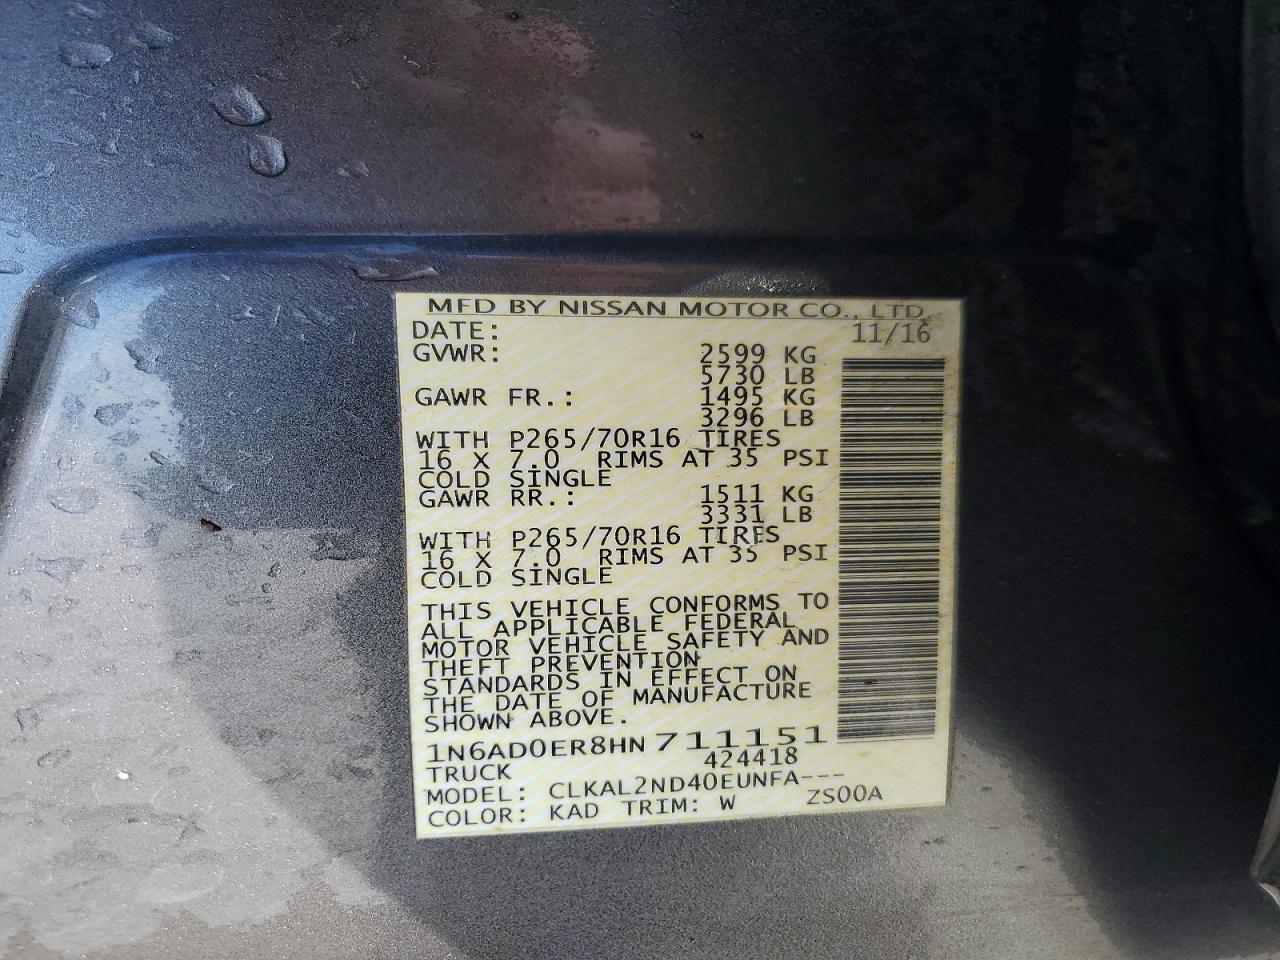 MFD BY NISSAN MOTOR CO., LTD
DATE: 11/16
GVWR: 2599 KG
5730 LB
GAWR FR.: 1495 KG
3296 LB
WITH P265/70R16 TIRES
16 X 7.0 RIMS AT 35 PSI
COLD SINGLE
GAWR RR.: 1511 KG
3331 LB
WITH P265/70R16 TIRES
16 X 7.0 RIMS AT 35 PSI
COLD SINGLE
THIS VEHICLE CONFORMS TO
ALL APPLICABLE FEDERAL
MOTOR VEHICLE SAFETY AND
THEFT PREVENTION
STANDARDS IN EFFECT ON
THE DATE OF MANUFACTURE
SHOWN ABOVE.
1N6AD0ER8HN 711151
TRUCK 424418
MODEL: CLKAL2ND40EUNFA---
COLOR: KAD TRIM: W ZS00A